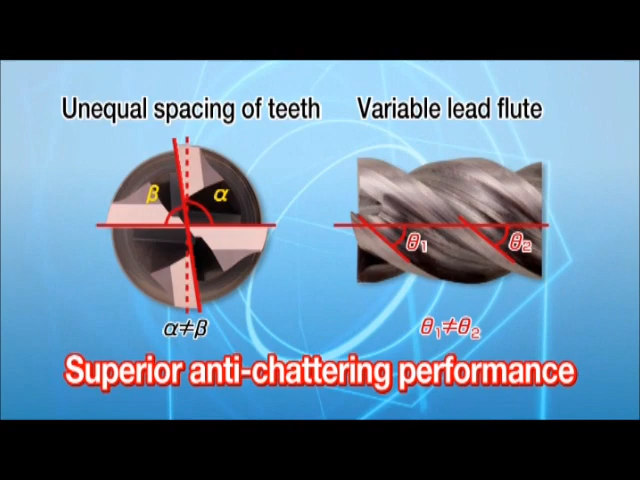 Unequal spacing of teeth
Variable lead flute
β α
θ₁ θ₂
α≠β
θ₁≠θ₂
Superior anti-chattering performance